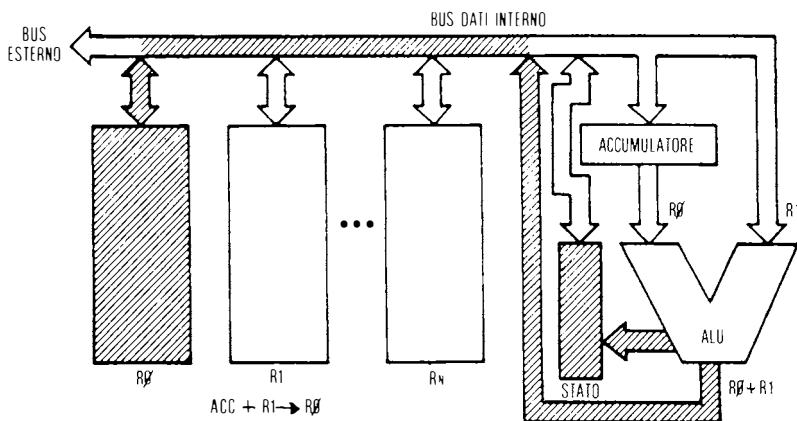 BUS DATI INTERNO
BUS
ESTERNO
ACCUMULATORE
RØ
R1
•••
ALU
RØ
R1
RN
STATO
RØ+R1
ACC + R1→RØ